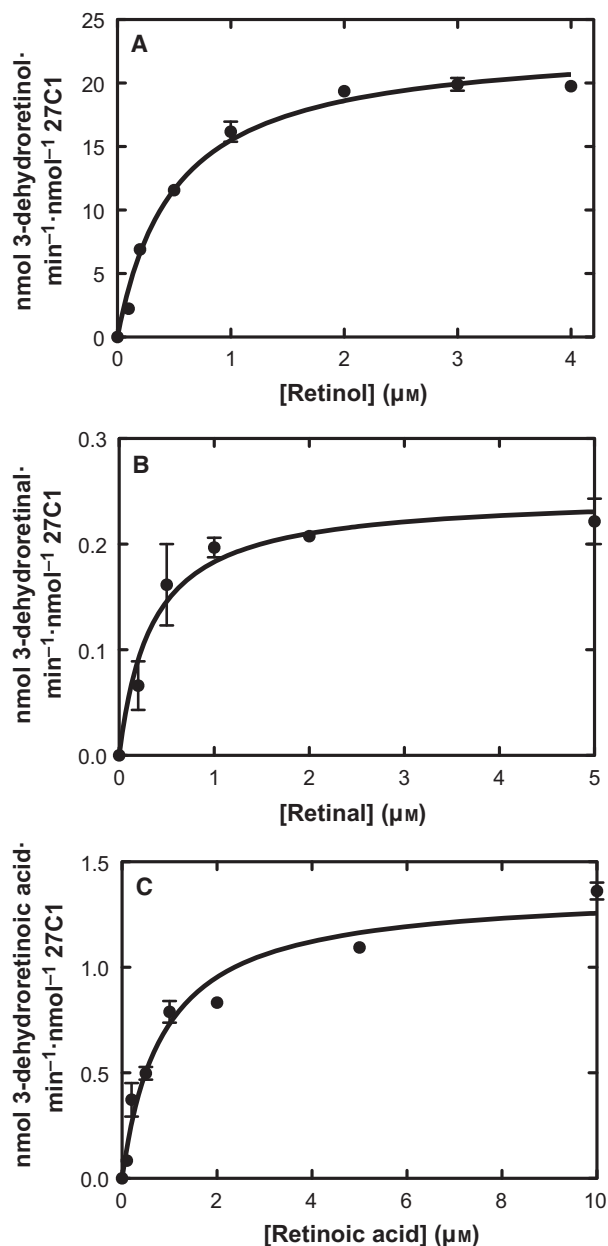 A
nmol 3-dehydroretinol·
min⁻¹·nmol⁻¹ 27C1
25
20
15
10
5
0
0 1 2 3 4
[Retinol] (µM)
B
nmol 3-dehydroretinal·
min⁻¹·nmol⁻¹ 27C1
0.3
0.2
0.1
0.0
0 1 2 3 4 5
[Retinal] (µM)
C
nmol 3-dehydroretinoic acid·
min⁻¹·nmol⁻¹ 27C1
1.5
1.0
0.5
0.0
0 2 4 6 8 10
[Retinoic acid] (µM)